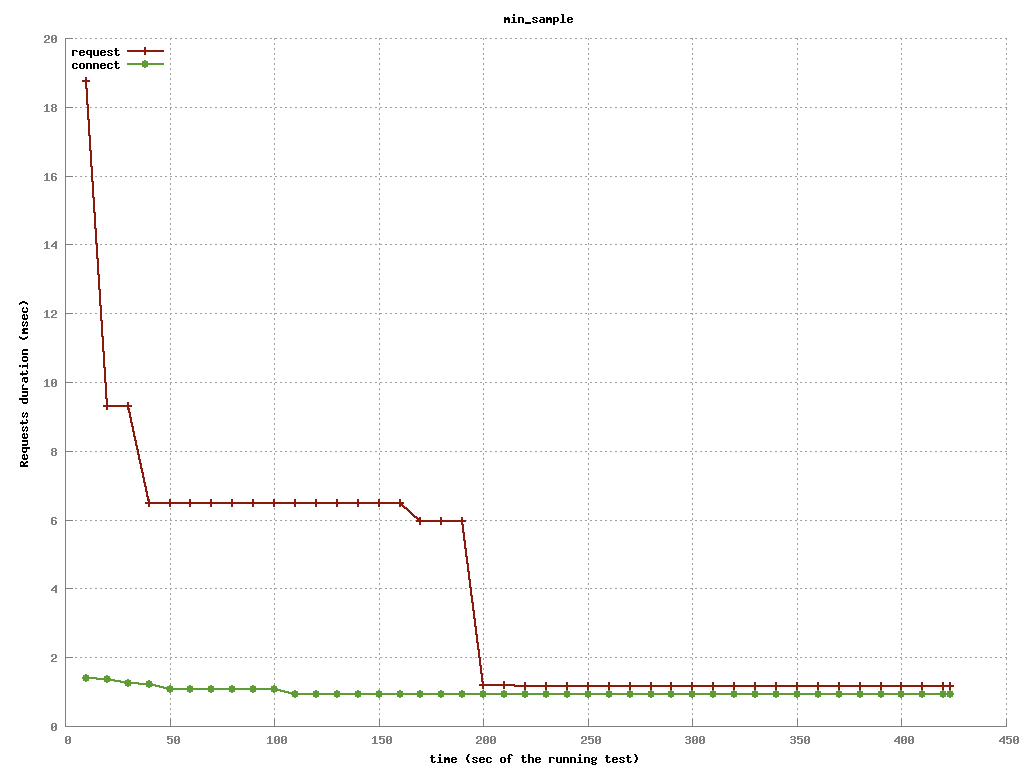 min_sample
request
connect
20
18
16
14
12
10
8
6
4
2
0
Requests duration (msec)
0 50 100 150 200 250 300 350 400 450
time (sec of the running test)